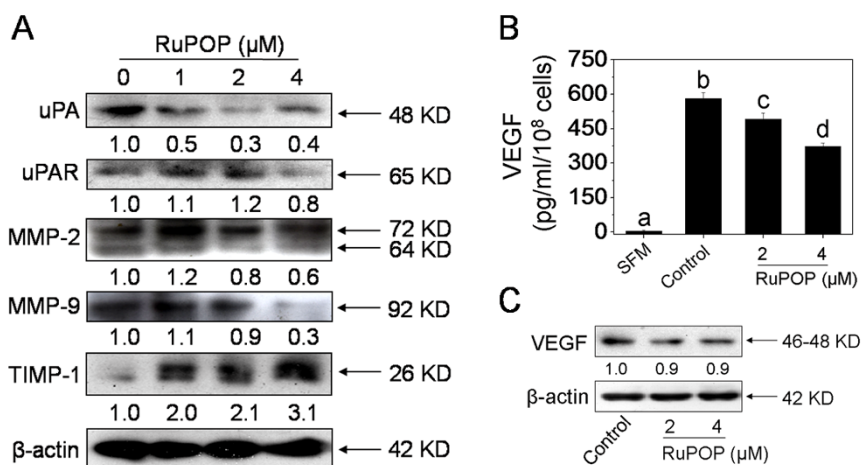 A
RuPOP (µM)
0 1 2 4
uPA 48 KD
1.0 0.5 0.3 0.4
uPAR 65 KD
1.0 1.1 1.2 0.8
MMP-2 72 KD
64 KD
1.0 1.2 0.8 0.6
MMP-9 92 KD
1.0 1.1 0.9 0.3
TIMP-1 26 KD
1.0 2.0 2.1 3.1
β-actin 42 KD
B
VEGF
(pg/ml/10⁸ cells)
750
600
450
300
150
0
a b c d
SFM Control 2 4
RuPOP (µM)
C
VEGF 46-48 KD
1.0 0.9 0.9
β-actin 42 KD
Control 2 4
RuPOP (µM)